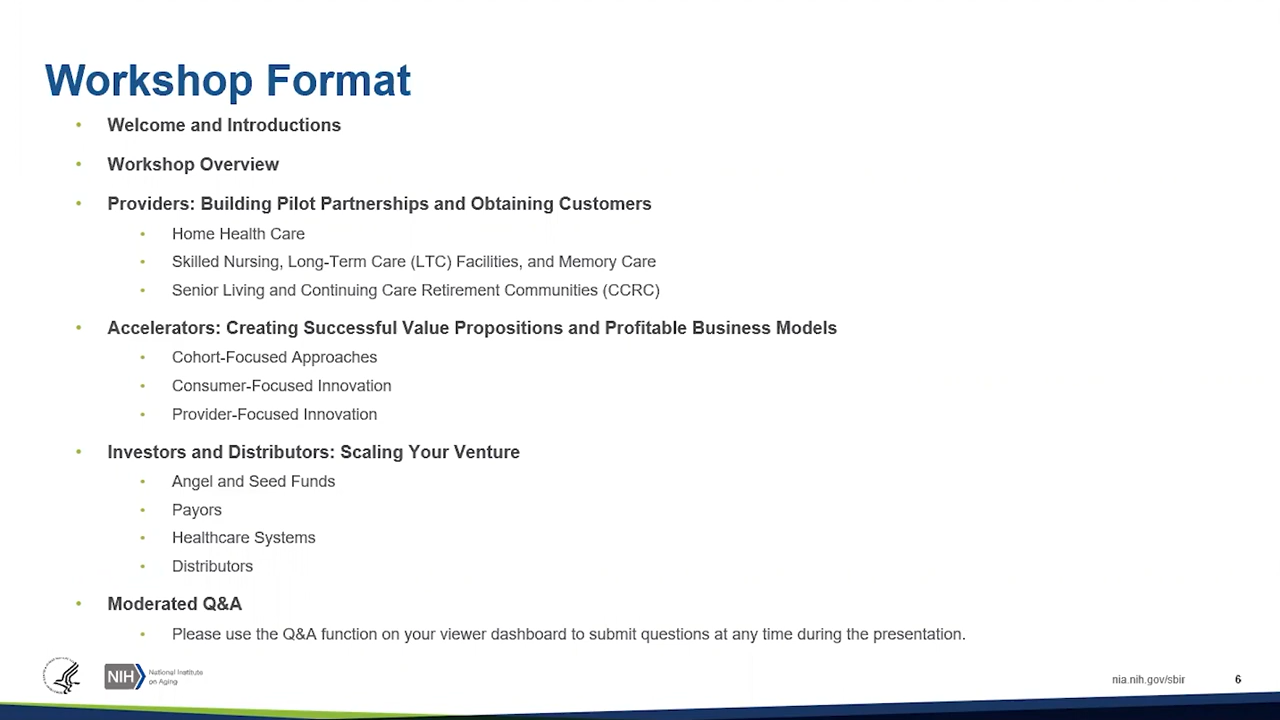 Workshop Format
• Welcome and Introductions
• Workshop Overview
• Providers: Building Pilot Partnerships and Obtaining Customers
• Home Health Care
• Skilled Nursing, Long-Term Care (LTC) Facilities, and Memory Care
• Senior Living and Continuing Care Retirement Communities (CCRC)
• Accelerators: Creating Successful Value Propositions and Profitable Business Models
• Cohort-Focused Approaches
• Consumer-Focused Innovation
• Provider-Focused Innovation
• Investors and Distributors: Scaling Your Venture
• Angel and Seed Funds
• Payors
• Healthcare Systems
• Distributors
• Moderated Q&A
• Please use the Q&A function on your viewer dashboard to submit questions at any time during the presentation.
NIH National Institute
on Aging
nia.nih.gov/sbir 6